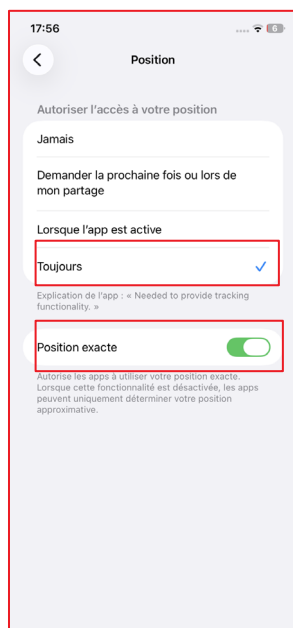 17:56
6
Position
Autoriser l'accès à votre position
Jamais
Demander la prochaine fois ou lors de
mon partage
Lorsque l'app est active
Toujours
Explication de l'app : « Needed to provide tracking
functionality. »
Position exacte
Autorise les apps à utiliser votre position exacte.
Lorsque cette fonctionnalité est désactivée, les apps
peuvent uniquement déterminer votre position
approximative.